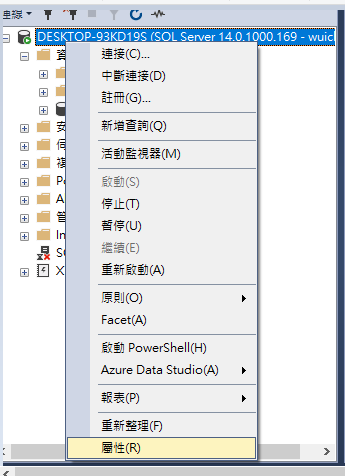 連線
DESKTOP-93KD19S (SQL Server 14.0.1000.169 - wuich
資
安
伺
複
Po
A
管
In
X
連接(C)...
中斷連接(D)
註冊(G)...
新增查詢(Q)
活動監視器(M)
啟動(S)
停止(T)
暫停(U)
繼續(E)
重新啟動(A)
原則(O)
Facet(A)
啟動 PowerShell(H)
Azure Data Studio(A)
報表(P)
重新整理(F)
屬性(R)